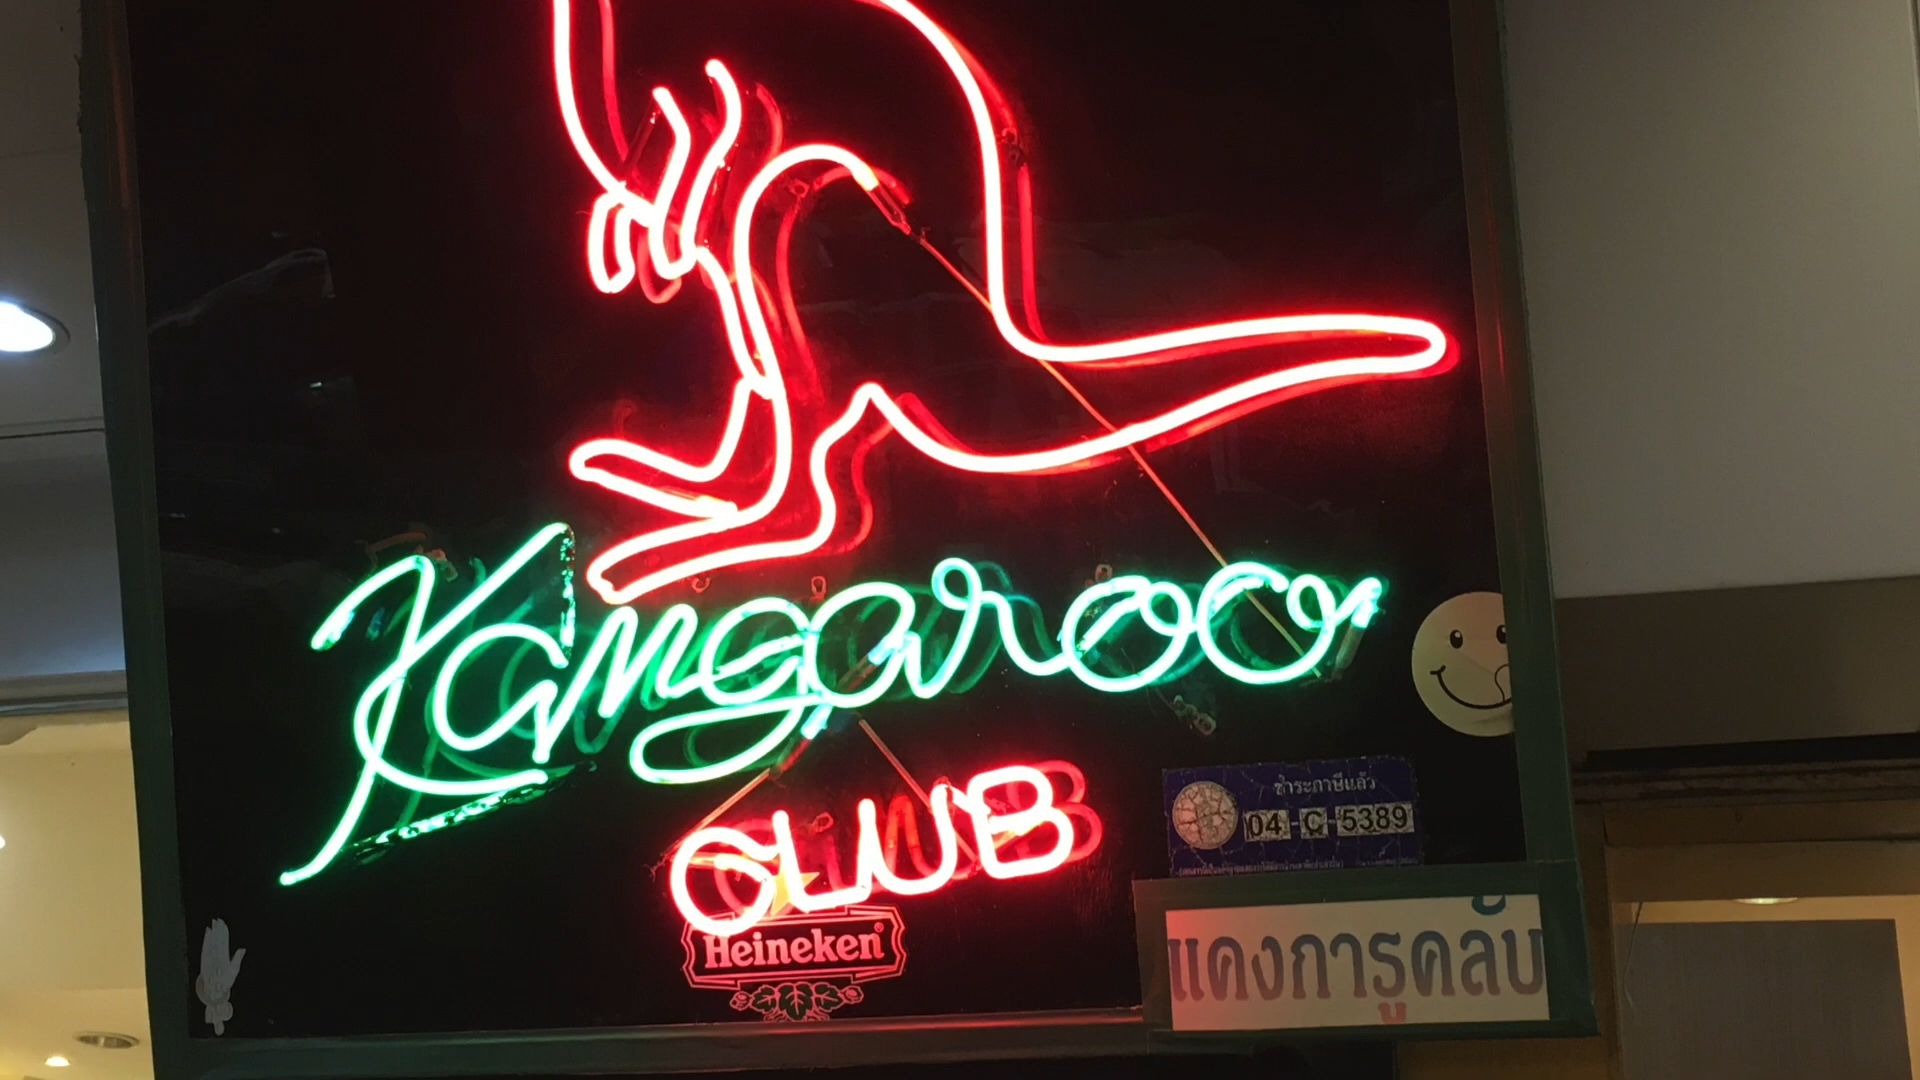 Kangaroo
CLUB
Heineken®
ชำระภาษีแล้ว
04-C-5389
แคงการูคลับ